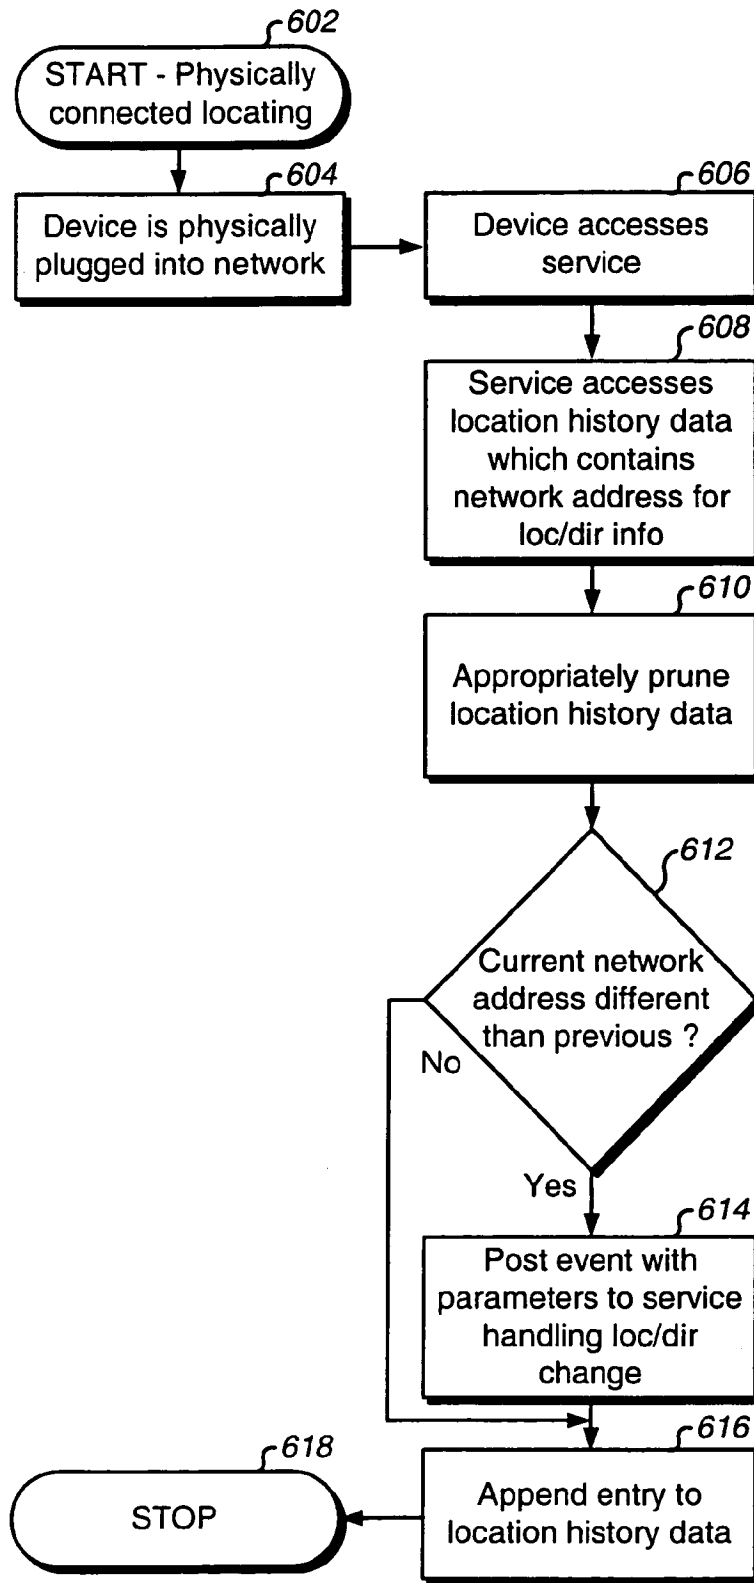 602
START - Physically
connected locating
604
Device is physically
plugged into network
606
Device accesses
service
608
Service accesses
location history data
which contains
network address for
loc/dir info
610
Appropriately prune
location history data
612
Current network
address different
than previous ?
No
Yes
614
Post event with
parameters to service
handling loc/dir
change
616
Append entry to
location history data
618
STOP